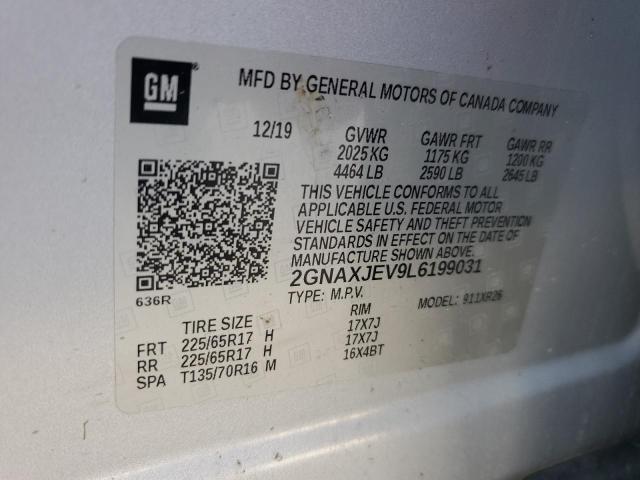 GM
MFD BY GENERAL MOTORS OF CANADA COMPANY
12/19 GVWR GAWR FRT GAWR RR
2025 KG 1175 KG 1200 KG
4464 LB 2590 LB 2645 LB
THIS VEHICLE CONFORMS TO ALL
APPLICABLE U.S. FEDERAL MOTOR
VEHICLE SAFETY AND THEFT PREVENTION
STANDARDS IN EFFECT ON THE DATE OF
MANUFACTURE SHOWN ABOVE.
2GNAXJEV9L6199031
636R TYPE: M.P.V. MODEL: 911XR26
TIRE SIZE RIM
FRT 225/65R17 H 17X7J
RR 225/65R17 H 17X7J
SPA T135/70R16 M 16X4BT